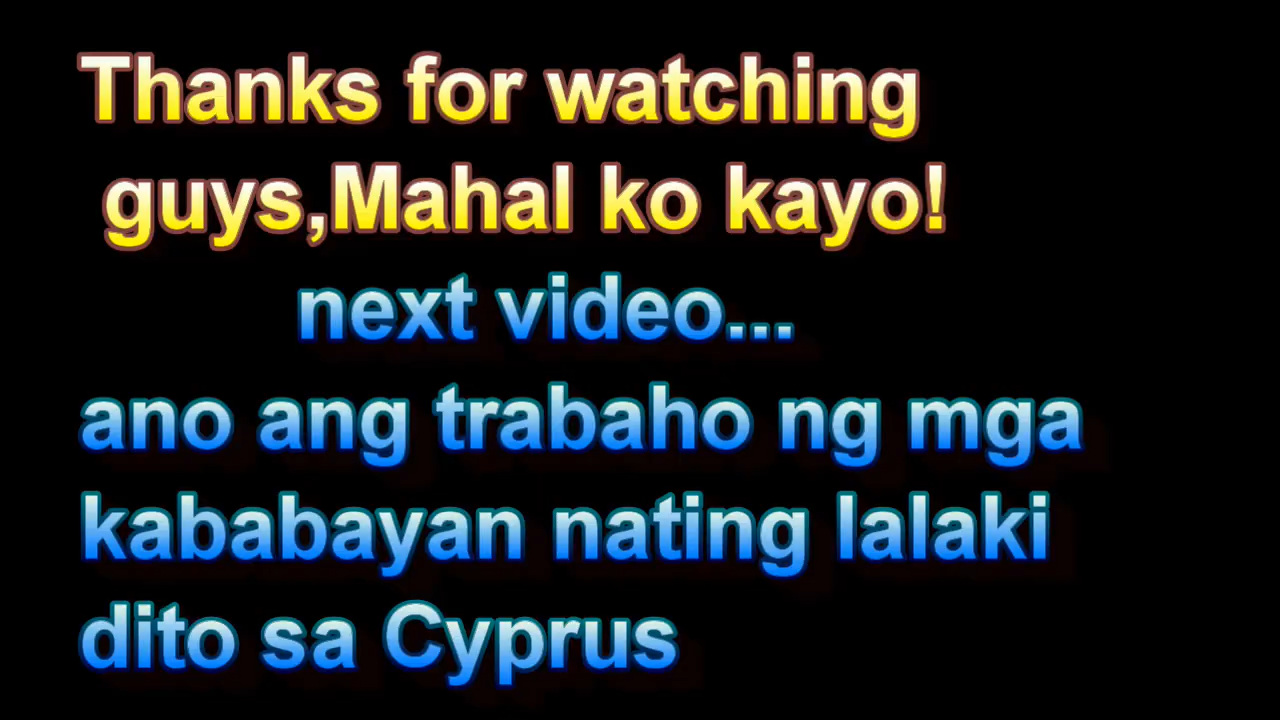 Thanks for watching
guys,Mahal ko kayo!
next video...
ano ang trabaho ng mga
kababayan nating lalaki
dito sa Cyprus